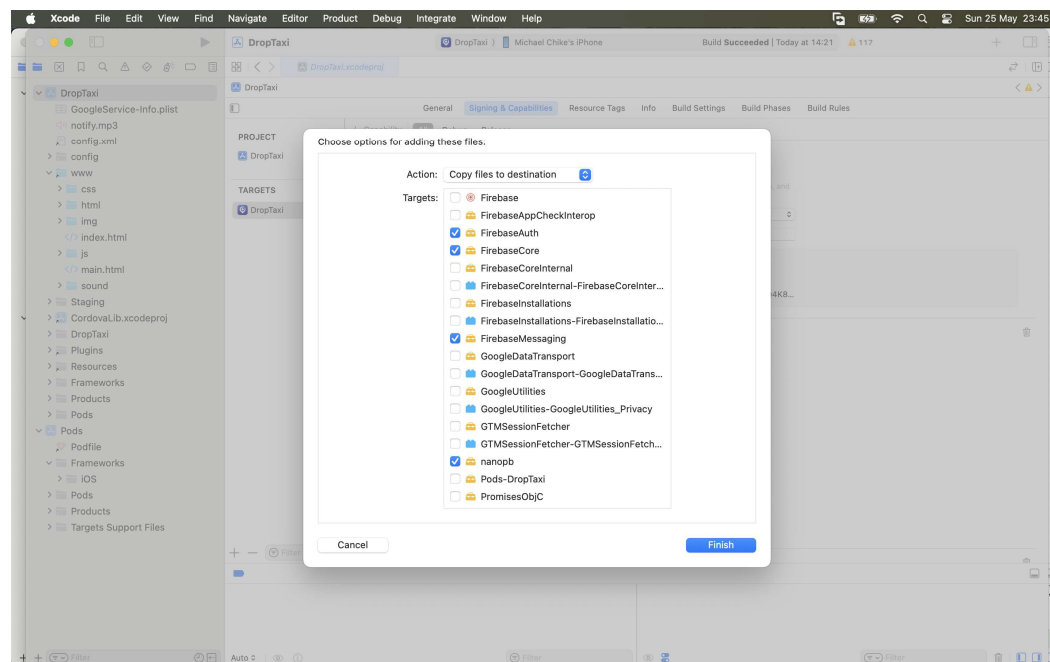 Xcode File Edit View Find Navigate Editor Product Debug Integrate Window Help Sun 25 May 23:45
DropTaxi DropTaxi Michael Chike's iPhone Build Succeeded | Today at 14:21 117
DropTaxi.xcodeproj
DropTaxi
General Signing & Capabilities Resource Tags Info Build Settings Build Phases Build Rules
DropTaxi
GoogleService-Info.plist
notify.mp3
config.xml
config
www
css
html
img
index.html
js
main.html
sound
Staging
CordovaLib.xcodeproj
DropTaxi
Plugins
Resources
Frameworks
Products
Pods
Pods
Podfile
Frameworks
iOS
Pods
Products
Targets Support Files
Filter
PROJECT
DropTaxi
TARGETS
DropTaxi
Filter
Choose options for adding these files.
Action: Copy files to destination
Targets: Firebase
FirebaseAppCheckInterop
FirebaseAuth
FirebaseCore
FirebaseCoreInternal
FirebaseCoreInternal-FirebaseCoreInter...
FirebaseInstallations
FirebaseInstallations-FirebaseInstallatio...
FirebaseMessaging
GoogleDataTransport
GoogleDataTransport-GoogleDataTrans...
GoogleUtilities
GoogleUtilities-GoogleUtilities_Privacy
GTMSessionFetcher
GTMSessionFetcher-GTMSessionFetch...
nanopb
Pods-DropTaxi
PromisesObjC
Cancel Finish
, and
04K8...
Auto Filter Filter